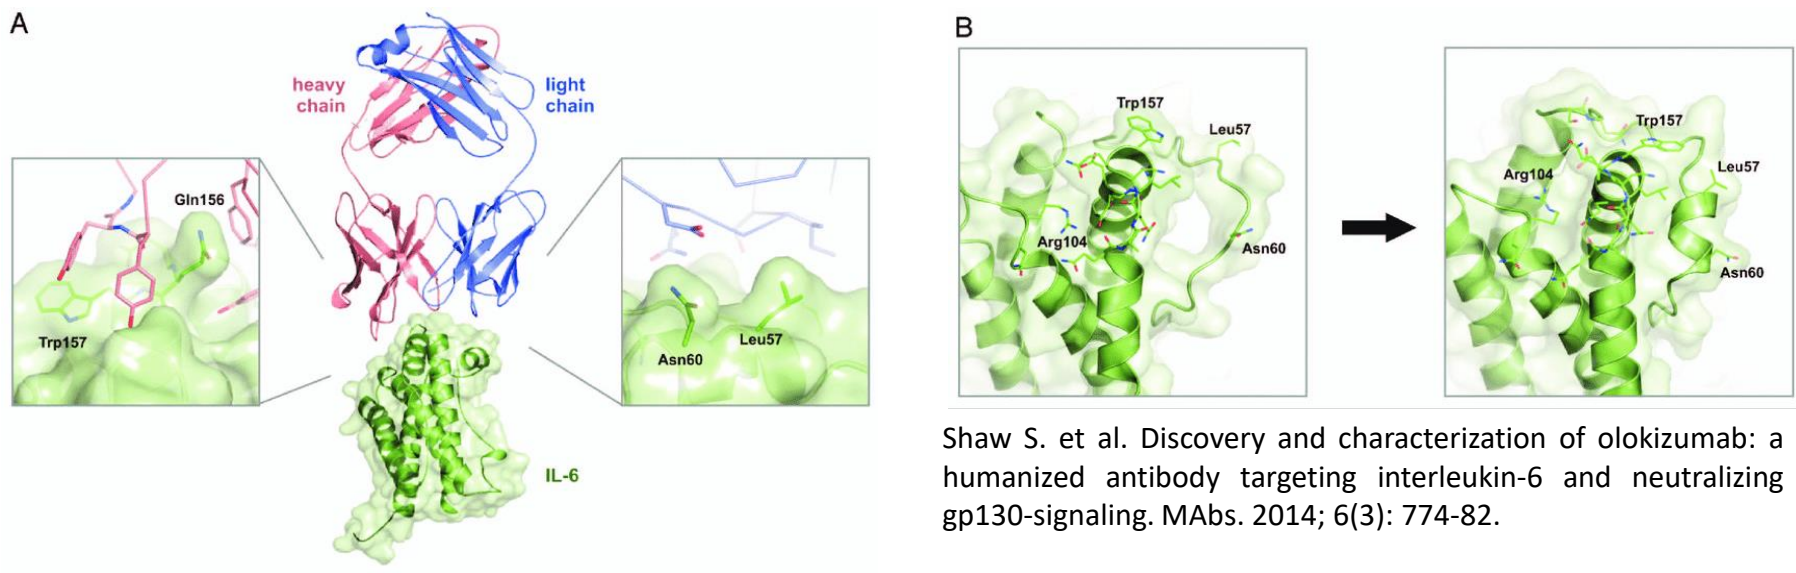 A
heavy
chain
light
chain
Gln156
Trp157
Asn60
Leu57
IL-6
B
Trp157
Leu57
Arg104
Asn60
Trp157
Leu57
Arg104
Asn60
Shaw S. et al. Discovery and characterization of olokizumab: a
humanized antibody targeting interleukin-6 and neutralizing
gp130-signaling. MAbs. 2014; 6(3): 774-82.